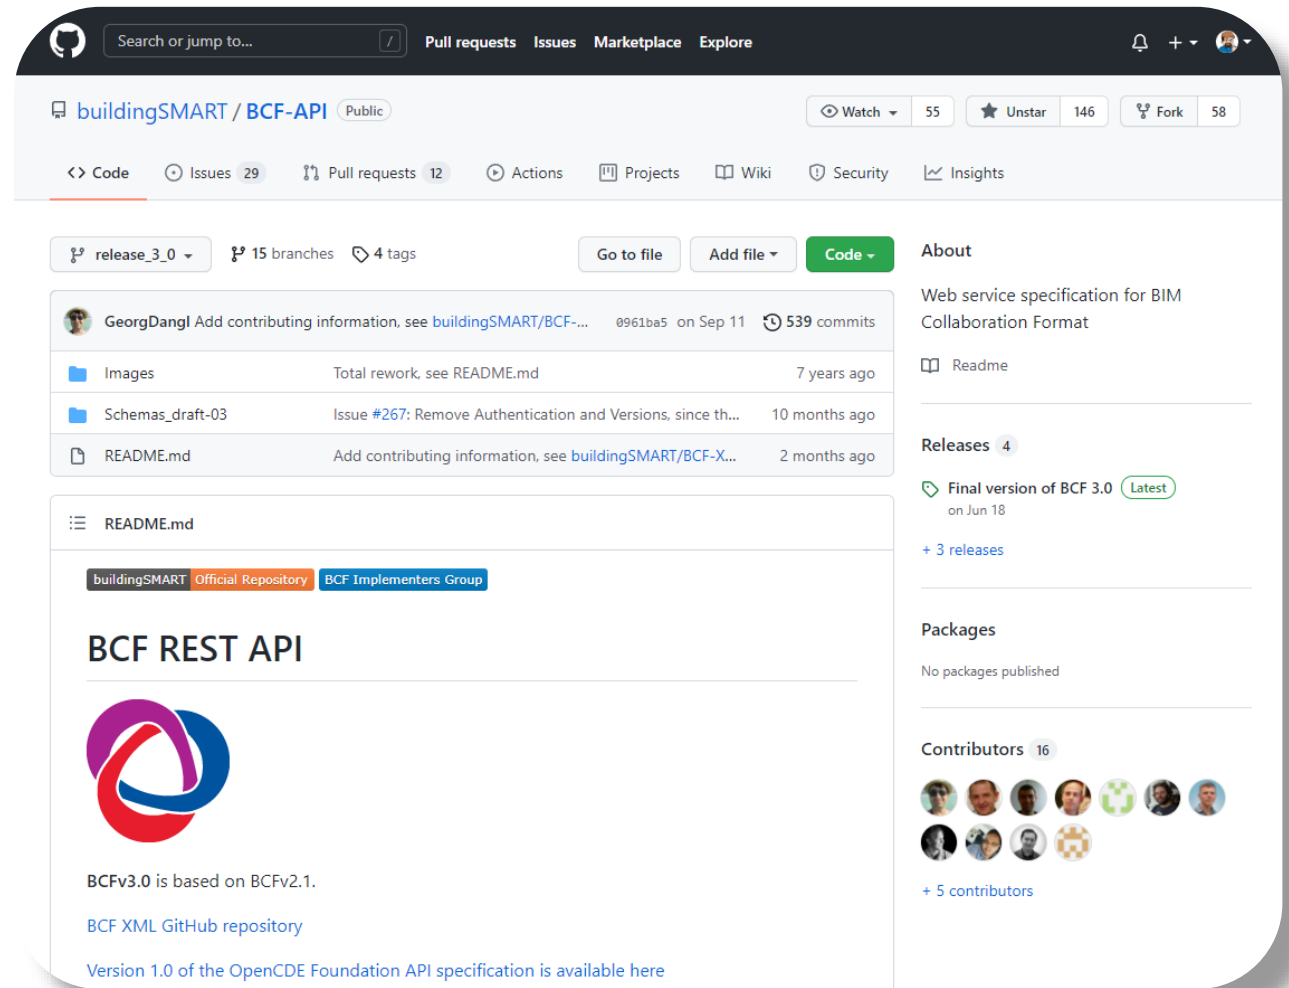 Search or jump to... /
Pull requests Issues Marketplace Explore
buildingSMART / BCF-API Public
Watch 55 Unstar 146 Fork 58
Code Issues 29 Pull requests 12 Actions Projects Wiki Security Insights
release_3_0 15 branches 4 tags Go to file Add file Code
GeorgDangl Add contributing information, see buildingSMART/BCF-... 0961ba5 on Sep 11 539 commits
Images Total rework, see README.md 7 years ago
Schemas_draft-03 Issue #267: Remove Authentication and Versions, since th... 10 months ago
README.md Add contributing information, see buildingSMART/BCF-X... 2 months ago
README.md
buildingSMART Official Repository BCF Implementers Group
BCF REST API
BCFv3.0 is based on BCFv2.1.
BCF XML GitHub repository
Version 1.0 of the OpenCDE Foundation API specification is available here
About
Web service specification for BIM
Collaboration Format
Readme
Releases 4
Final version of BCF 3.0 Latest
on Jun 18
+ 3 releases
Packages
No packages published
Contributors 16
+ 5 contributors